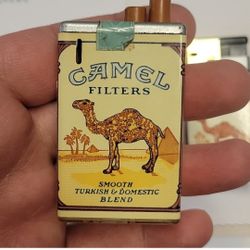 CAMEL
FILTERS
SMOOTH
TURKISH & DOMESTIC
BLEND